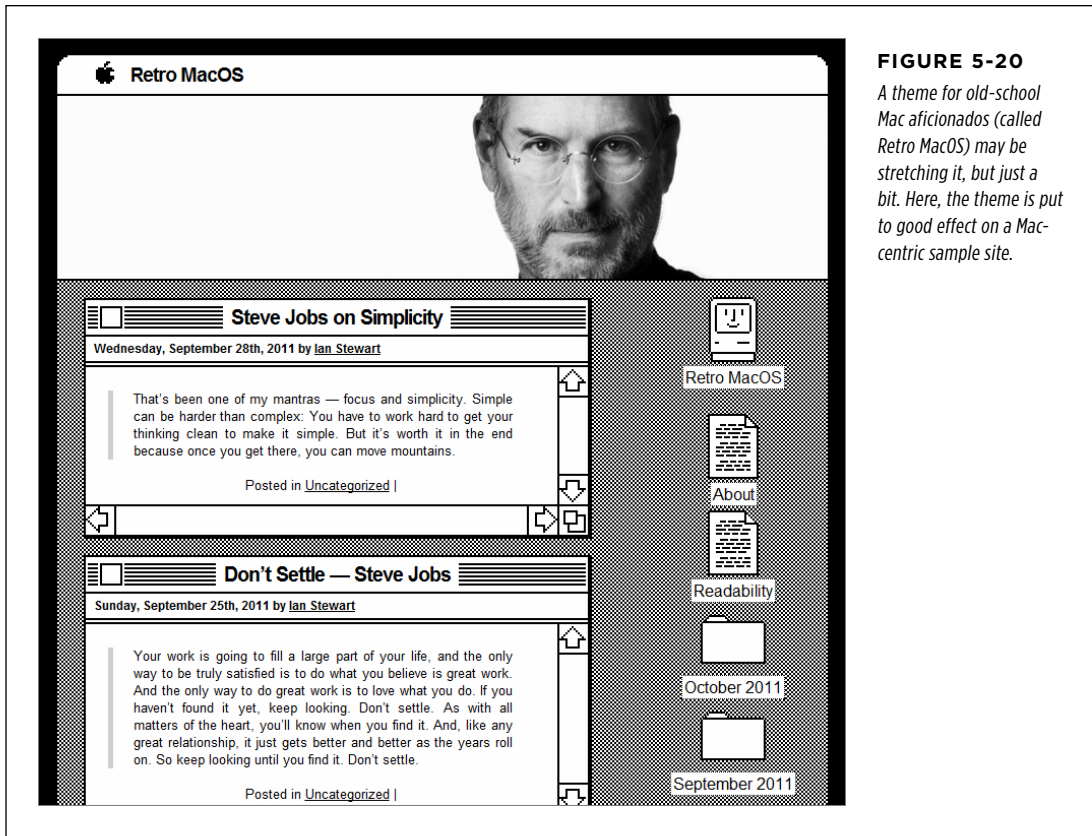 Retro MacOS
Steve Jobs on Simplicity
Wednesday, September 28th, 2011 by Ian Stewart
That's been one of my mantras — focus and simplicity. Simple
can be harder than complex: You have to work hard to get your
thinking clean to make it simple. But it's worth it in the end
because once you get there, you can move mountains.
Posted in Uncategorized |
Don't Settle — Steve Jobs
Sunday, September 25th, 2011 by Ian Stewart
Your work is going to fill a large part of your life, and the only
way to be truly satisfied is to do what you believe is great work.
And the only way to do great work is to love what you do. If you
haven't found it yet, keep looking. Don't settle. As with all
matters of the heart, you'll know when you find it. And, like any
great relationship, it just gets better and better as the years roll
on. So keep looking until you find it. Don't settle.
Posted in Uncategorized |
Retro MacOS
About
Readability
October 2011
September 2011
FIGURE 5-20
A theme for old-school
Mac aficionados (called
Retro MacOS) may be
stretching it, but just a
bit. Here, the theme is put
to good effect on a Mac-
centric sample site.